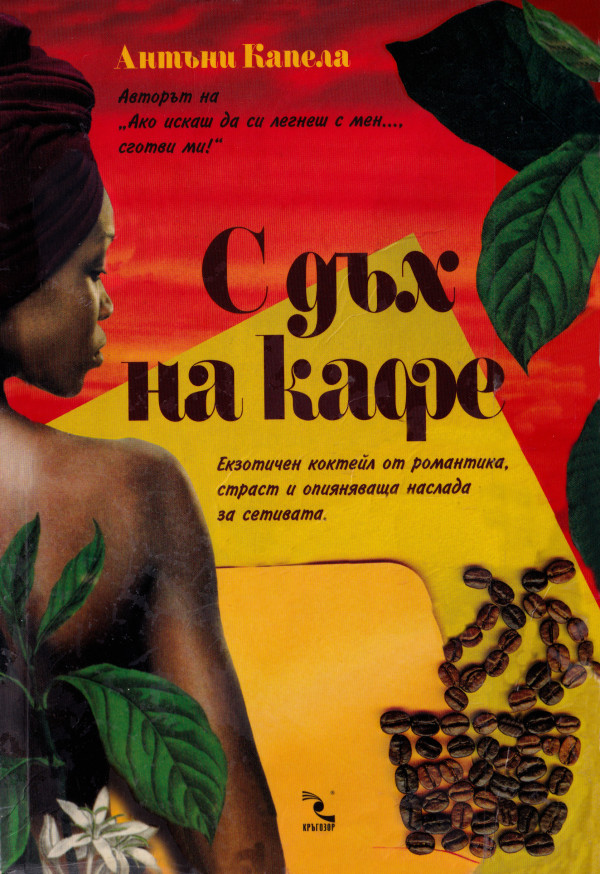 Антъни Капела
Авторът на
„Ако искаш да си легнеш с мен...,
сготви ми!“
С дъх
на кафе
Екзотичен коктейл от романтика,
страст и опияняваща наслада
за сетивата.
КРЪГОЗОР